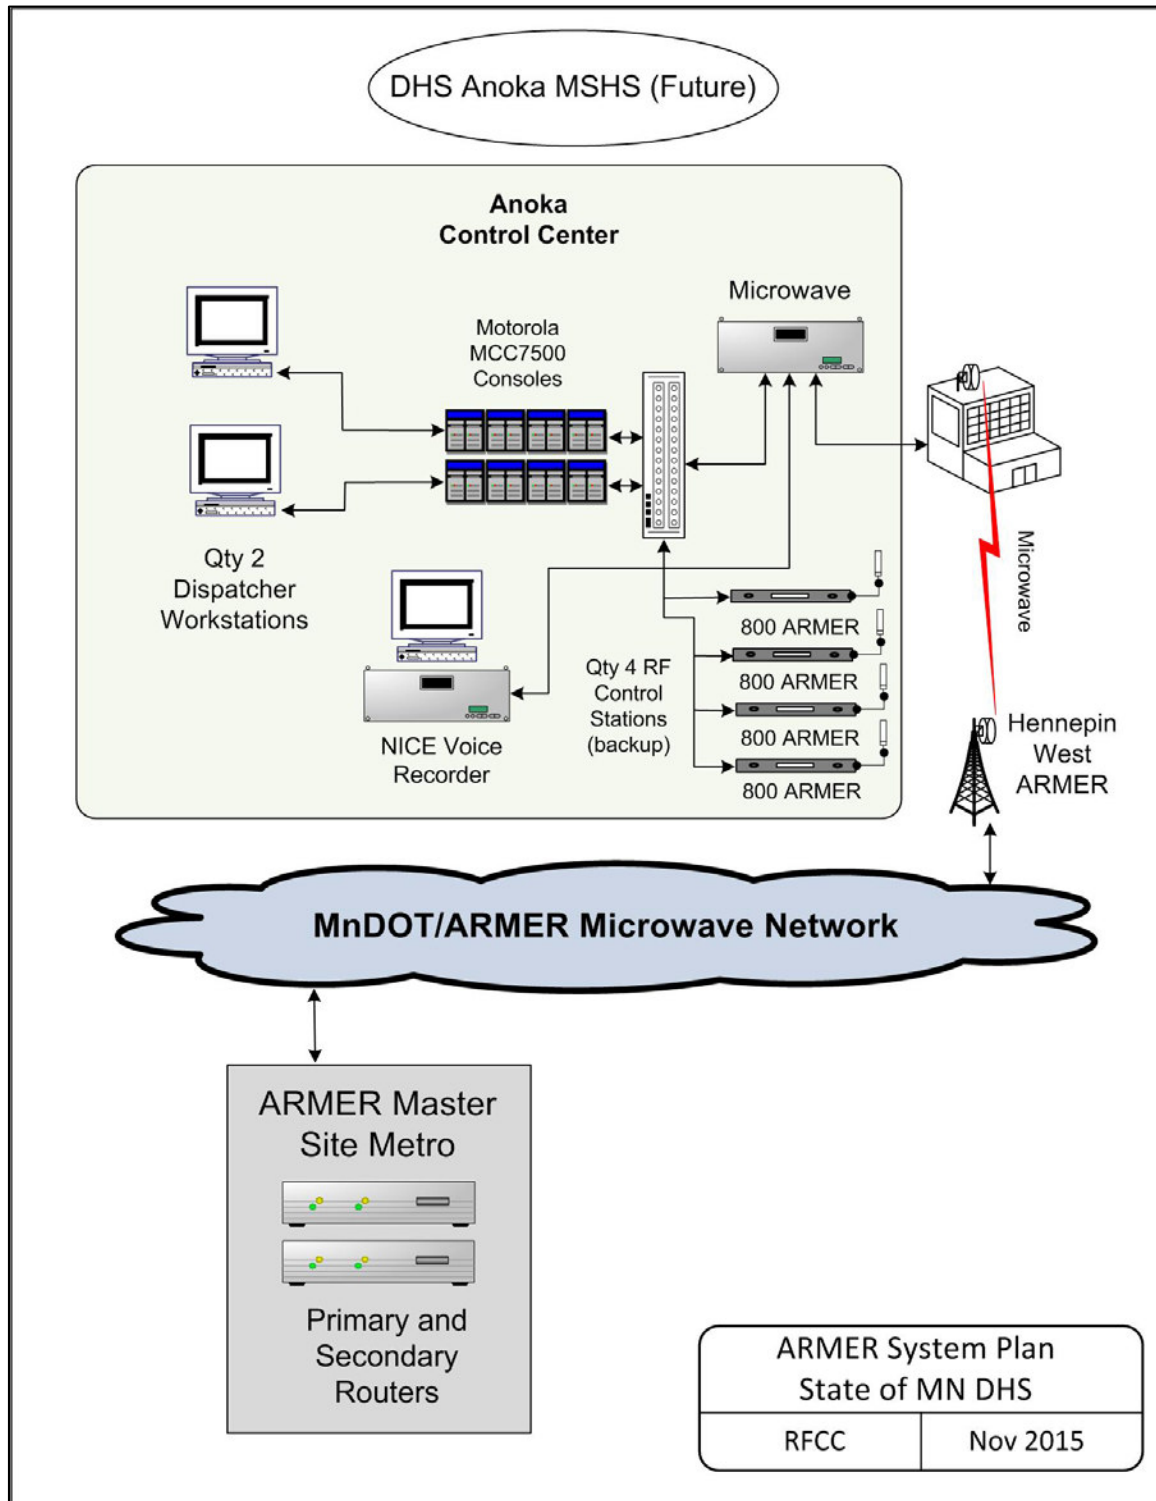 DHS Anoka MSHS (Future)
Anoka
Control Center
Microwave
Motorola
MCC7500
Consoles
Qty 2
Dispatcher
Workstations
Microwave
800 ARMER
800 ARMER
800 ARMER
800 ARMER
Qty 4 RF
Control
Stations
(backup)
NICE Voice
Recorder
Hennepin
West
ARMER
MnDOT/ARMER Microwave Network
ARMER Master
Site Metro
Primary and
Secondary
Routers
ARMER System Plan
State of MN DHS
RFCC
Nov 2015